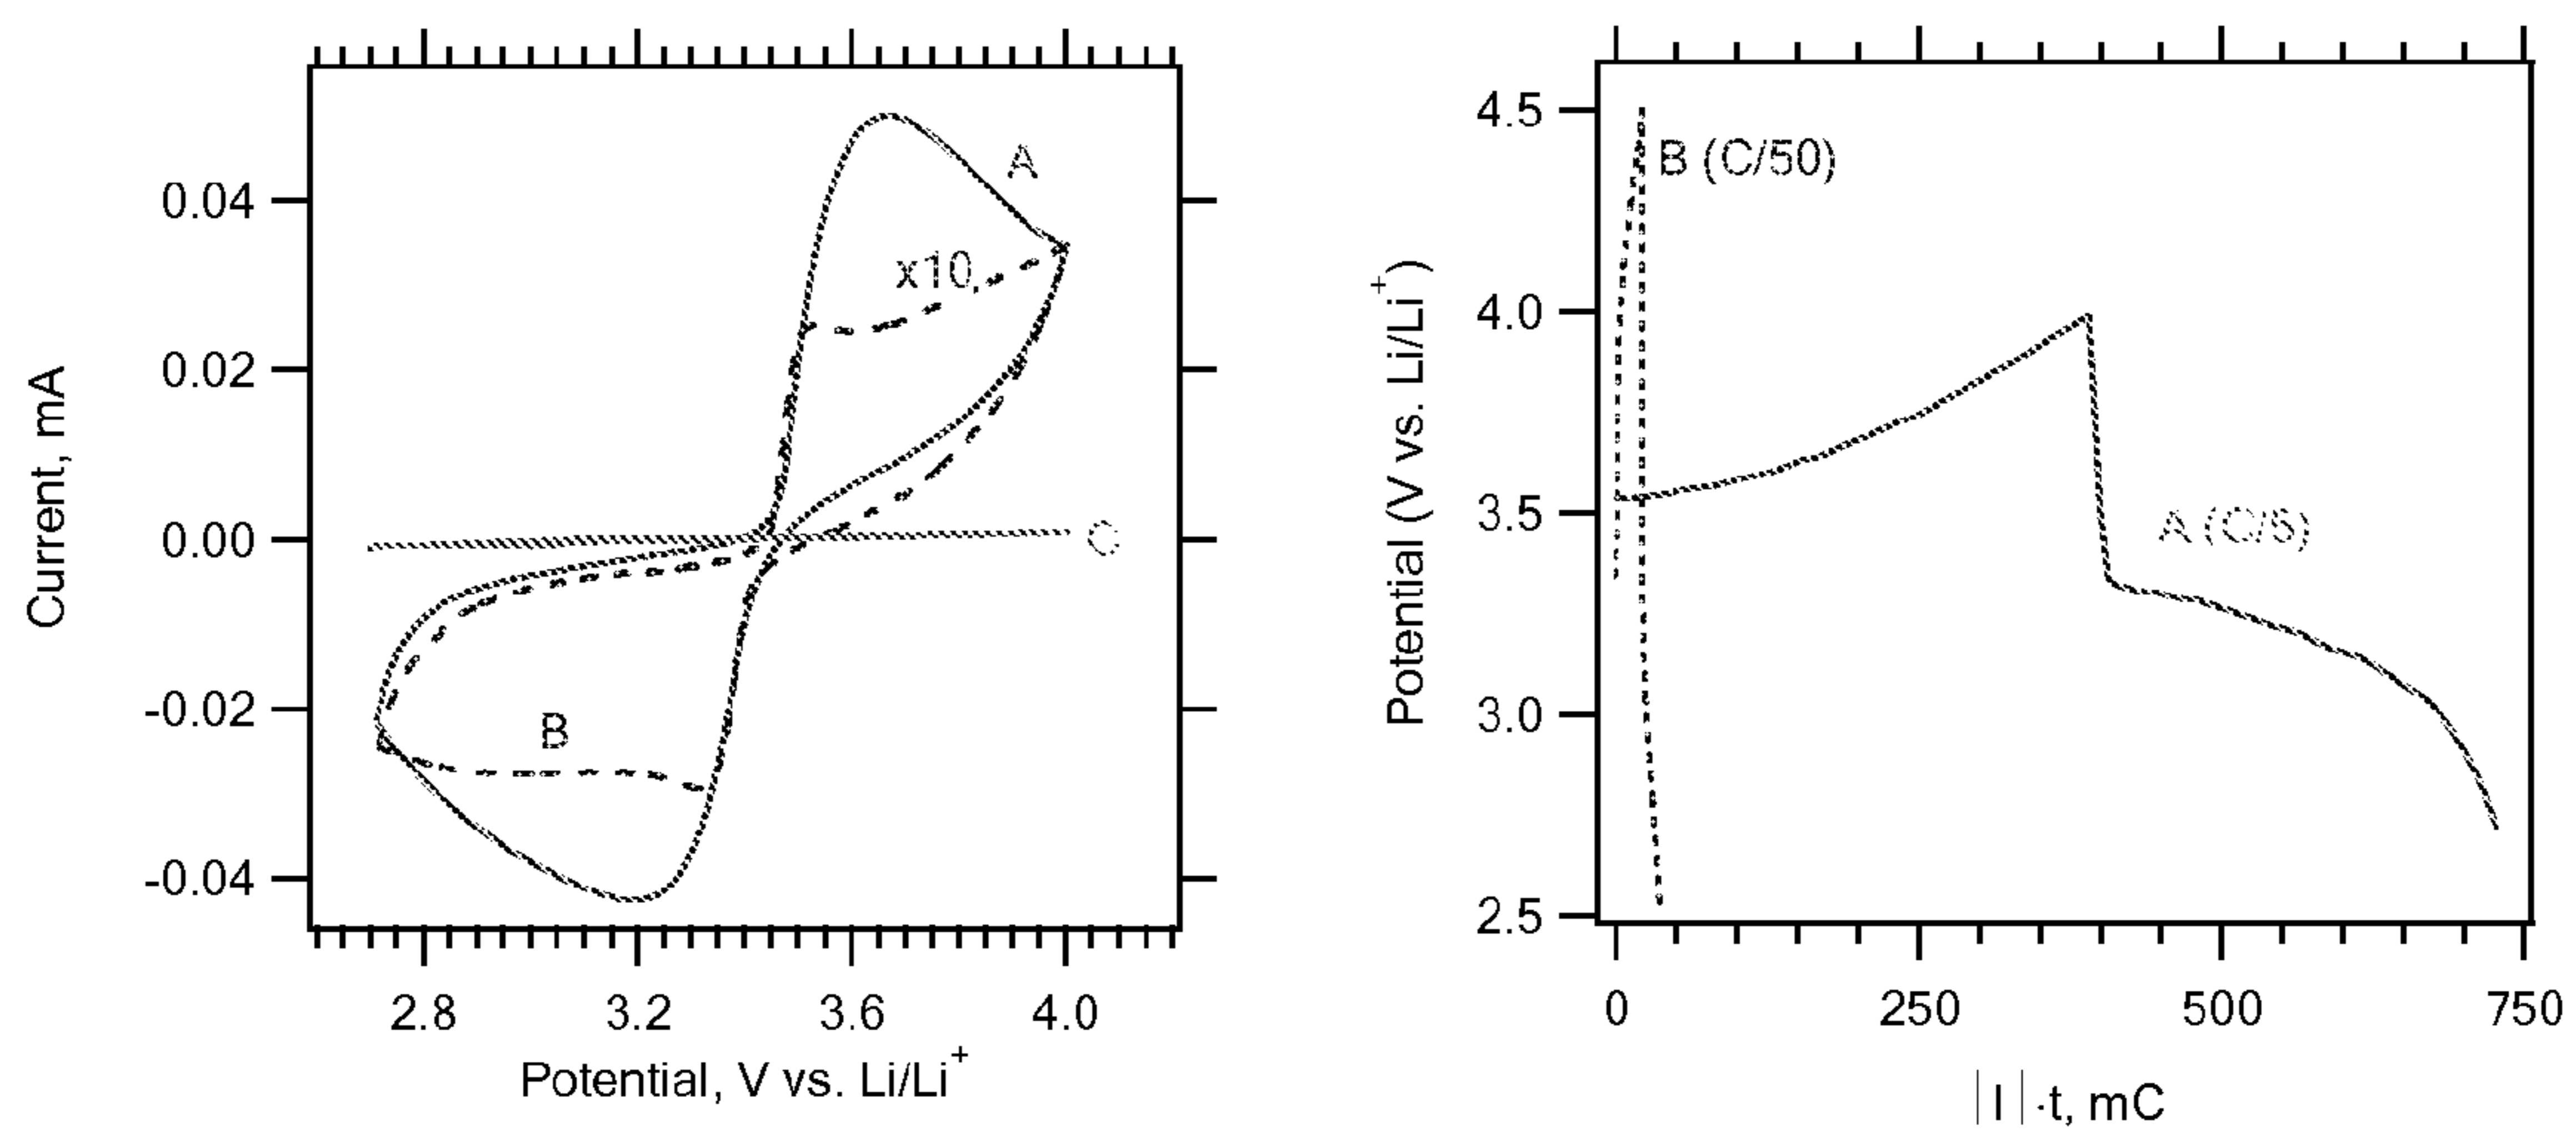 0.04
0.02
0.00
-0.02
-0.04
Current, mA
A
x10
B
C
2.8 3.2 3.6 4.0
Potential, V vs. Li/Li⁺
4.5
4.0
3.5
3.0
2.5
Potential (V vs. Li/Li⁺)
B (C/50)
A (C/5)
0 250 500 750
|I|·t, mC